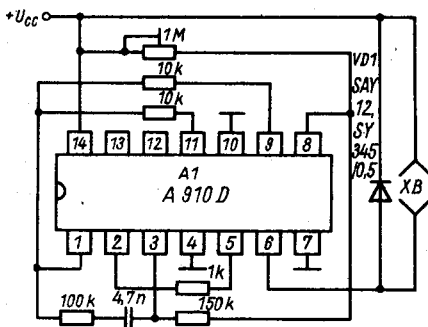 +U_CC
1M
10k
10k
VD1
SAY
12,
SY
345
/0,5
XB
14 13 12 11 10 9 8
A1
A 910 D
1 2 3 4 5 6 7
1k
100k
4,7n
150k